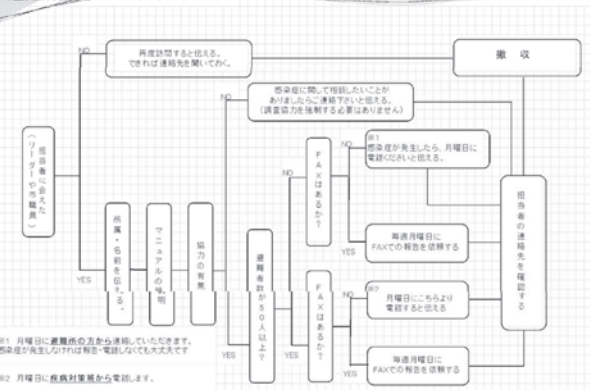 NO
再度訪問すると伝える。
できれば連絡先を聞いておく。
撤 収
担当者に会えた
(リーダーや市職員)
YES
所属・名前を伝える。
マニュアルの説明
協力の有無
NO
感染症に関して相談したいことが
ありましたらご連絡下さいと伝える。
(調査協力を強制する必要はありません)
YES
避難者数が50人以上?
NO
FAXはあるか?
NO
※1
感染症が発生したら、月曜日に
電話くださいと伝える。
YES
毎週月曜日に
FAXでの報告を依頼する
YES
FAXはあるか?
NO
※2
月曜日にこちらより
電話すると伝える
YES
毎週月曜日に
FAXでの報告を依頼する
担当者の連絡先を確認する
※1 月曜日に避難所の方から連絡していただきます。
感染症が発生しなければ報告・電話しなくても大丈夫です
※2 月曜日に疾病対策班から電話します。